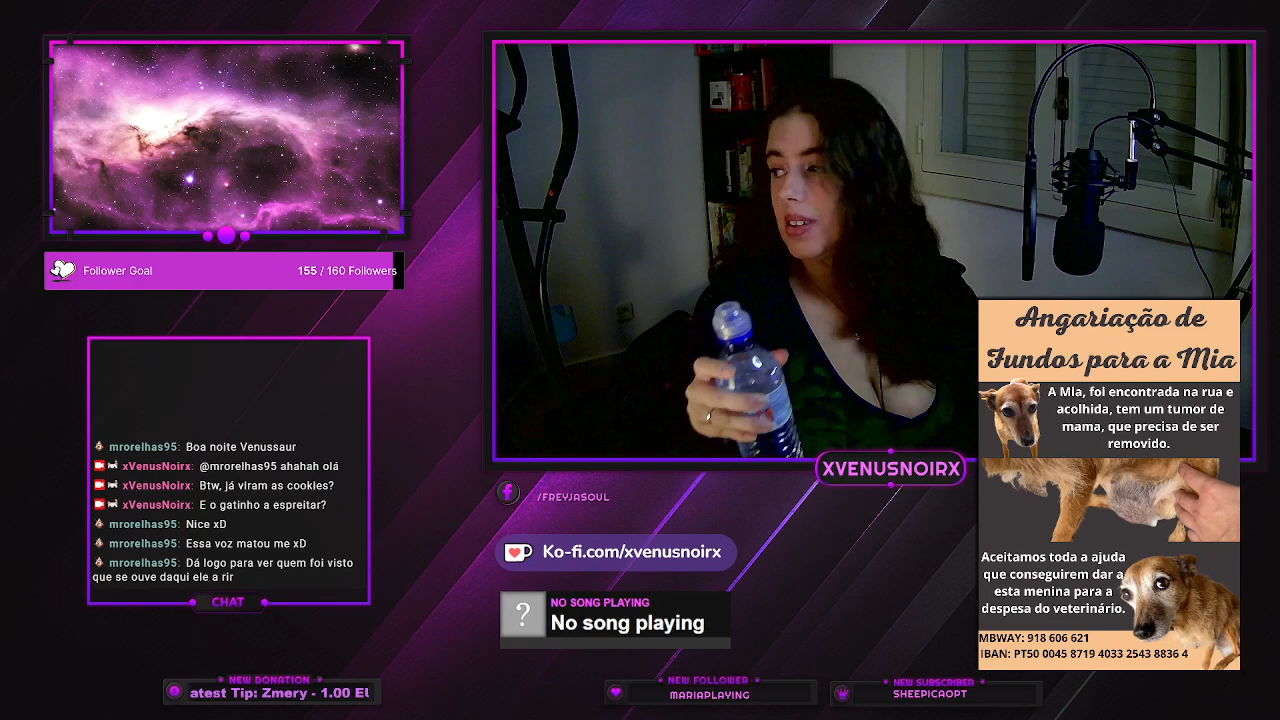 Follower Goal
155 / 160 Followers
mrorelhas95: Boa noite Venussaur
xVenusNoirx: @mrorelhas95 ahahah olá
xVenusNoirx: Btw, já viram as cookies?
xVenusNoirx: E o gatinho a espreitar?
mrorelhas95: Nice xD
mrorelhas95: Essa voz matou me xD
mrorelhas95: Dá logo para ver quem foi visto
que se ouve daqui ele a rir
CHAT
XVENUSNOIRX
/FREYJASOUL
Ko-fi.com/xvenusnoirx
?
NO SONG PLAYING
No song playing
Angariação de
Fundos para a Mia
A Mia, foi encontrada na rua e
acolhida, tem um tumor de
mama, que precisa de ser
removido.
Aceitamos toda a ajuda
que conseguirem dar a
esta menina para a
despesa do veterinário.
MBWAY: 918 606 621
IBAN: PT50 0045 8719 4033 2543 8836 4
NEW DONATION
atest Tip: Zmery - 1.00 EU
NEW FOLLOWER
MARIAPLAYING
NEW SUBSCRIBER
SHEEPICAOPT